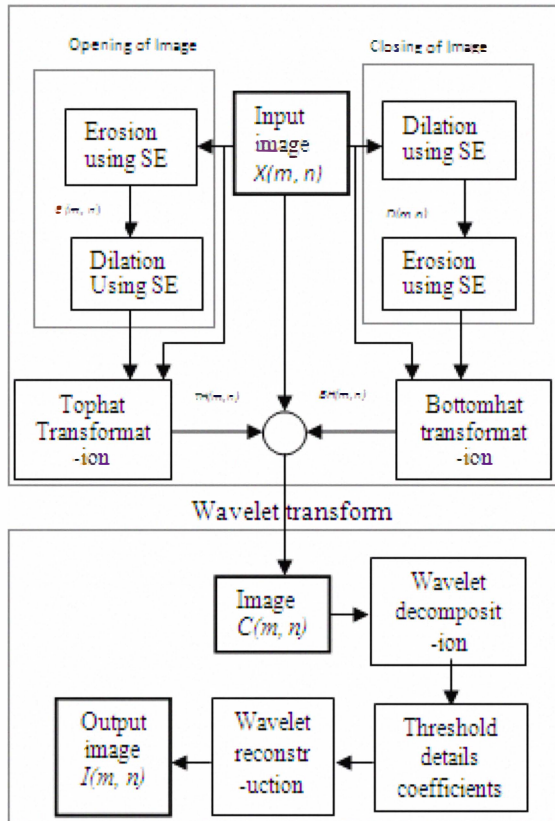 Opening of Image
Closing of Image
Erosion
using SE
Input
image
X(m, n)
Dilation
using SE
E (m, n)
D(m,n)
Dilation
Using SE
Erosion
using SE
TH(m,n)
BH(m,n)
Tophat
Transformat
-ion
Bottomhat
transformat
-ion
Wavelet transform
Image
C(m, n)
Wavelet
decomposit
-ion
Output
image
I(m, n)
Wavelet
reconstr
-uction
Threshold
details
coefficients